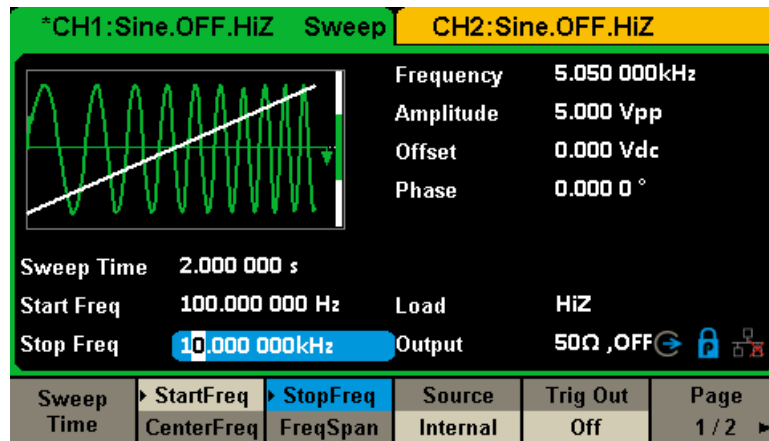 *CH1:Sine.OFF.HiZ Sweep CH2:Sine.OFF.HiZ
Frequency 5.050 000kHz
Amplitude 5.000 Vpp
Offset 0.000 Vdc
Phase 0.000 0 °
Sweep Time 2.000 000 s
Start Freq 100.000 000 Hz Load HiZ
Stop Freq 10.000 000kHz Output 50Ω ,OFF P
Sweep Time StartFreq CenterFreq StopFreq FreqSpan Source Internal Trig Out Off Page 1/2